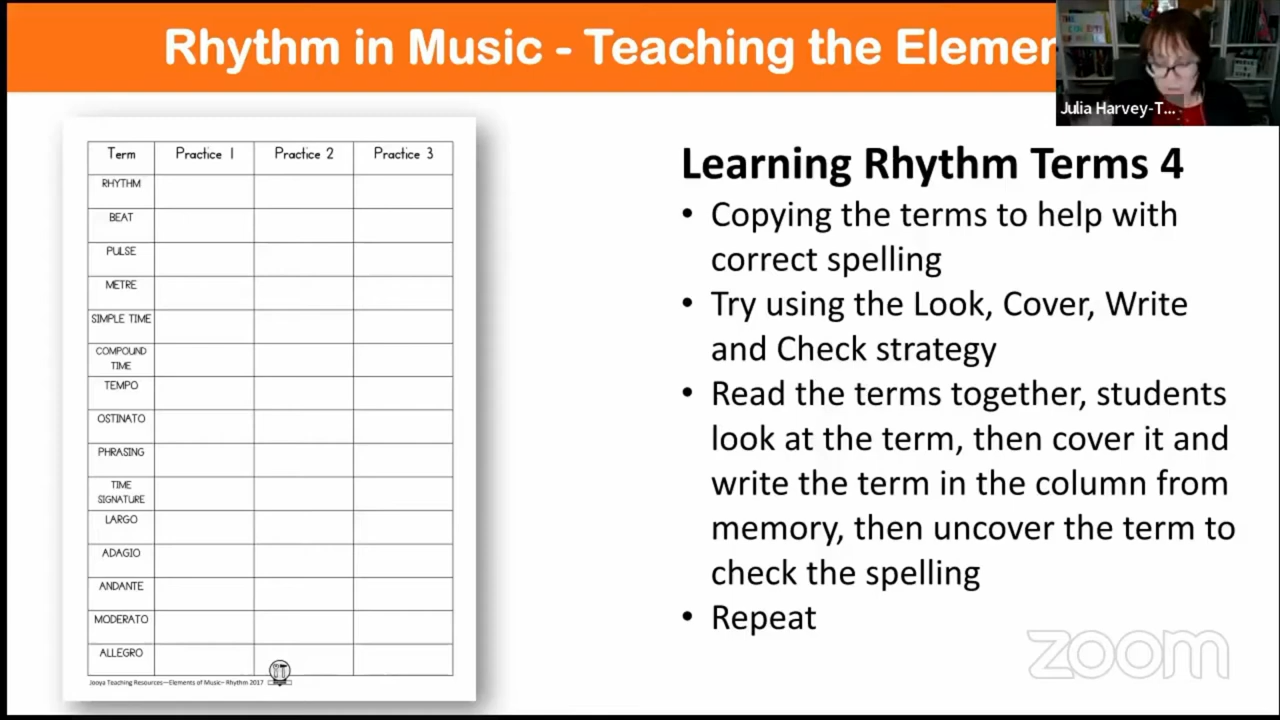 Rhythm in Music - Teaching the Elemen
Julia Harvey-T...
Term Practice 1 Practice 2 Practice 3
RHYTHM
BEAT
PULSE
METRE
SIMPLE TIME
COMPOUND
TIME
TEMPO
OSTINATO
PHRASING
TIME
SIGNATURE
LARGO
ADAGIO
ANDANTE
MODERATO
ALLEGRO
Jooya Teaching Resources—Elements of Music- Rhythm 2017
Learning Rhythm Terms 4
• Copying the terms to help with
correct spelling
• Try using the Look, Cover, Write
and Check strategy
• Read the terms together, students
look at the term, then cover it and
write the term in the column from
memory, then uncover the term to
check the spelling
• Repeat
zoom